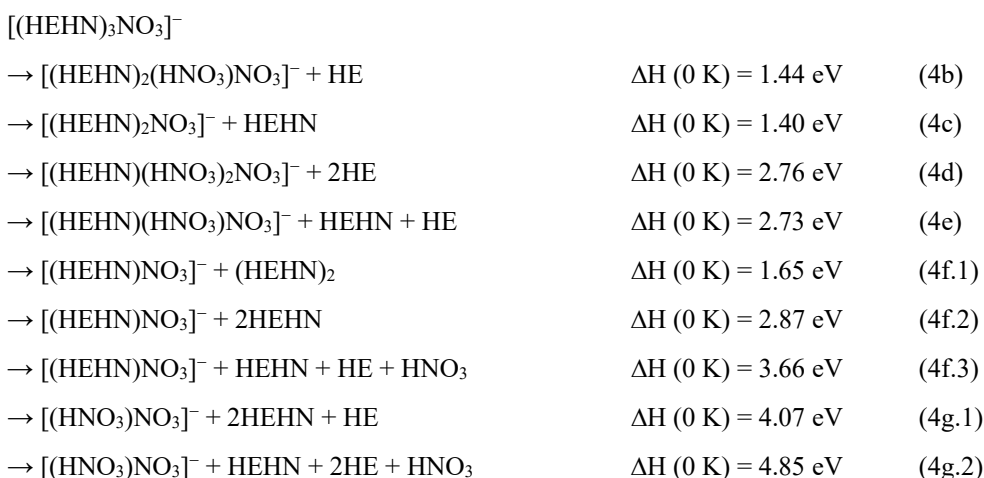 [(HEHN)₃NO₃]⁻
→ [(HEHN)₂(HNO₃)NO₃]⁻ + HE ΔH (0 K) = 1.44 eV (4b)
→ [(HEHN)₂NO₃]⁻ + HEHN ΔH (0 K) = 1.40 eV (4c)
→ [(HEHN)(HNO₃)₂NO₃]⁻ + 2HE ΔH (0 K) = 2.76 eV (4d)
→ [(HEHN)(HNO₃)NO₃]⁻ + HEHN + HE ΔH (0 K) = 2.73 eV (4e)
→ [(HEHN)NO₃]⁻ + (HEHN)₂ ΔH (0 K) = 1.65 eV (4f.1)
→ [(HEHN)NO₃]⁻ + 2HEHN ΔH (0 K) = 2.87 eV (4f.2)
→ [(HEHN)NO₃]⁻ + HEHN + HE + HNO₃ ΔH (0 K) = 3.66 eV (4f.3)
→ [(HNO₃)NO₃]⁻ + 2HEHN + HE ΔH (0 K) = 4.07 eV (4g.1)
→ [(HNO₃)NO₃]⁻ + HEHN + 2HE + HNO₃ ΔH (0 K) = 4.85 eV (4g.2)